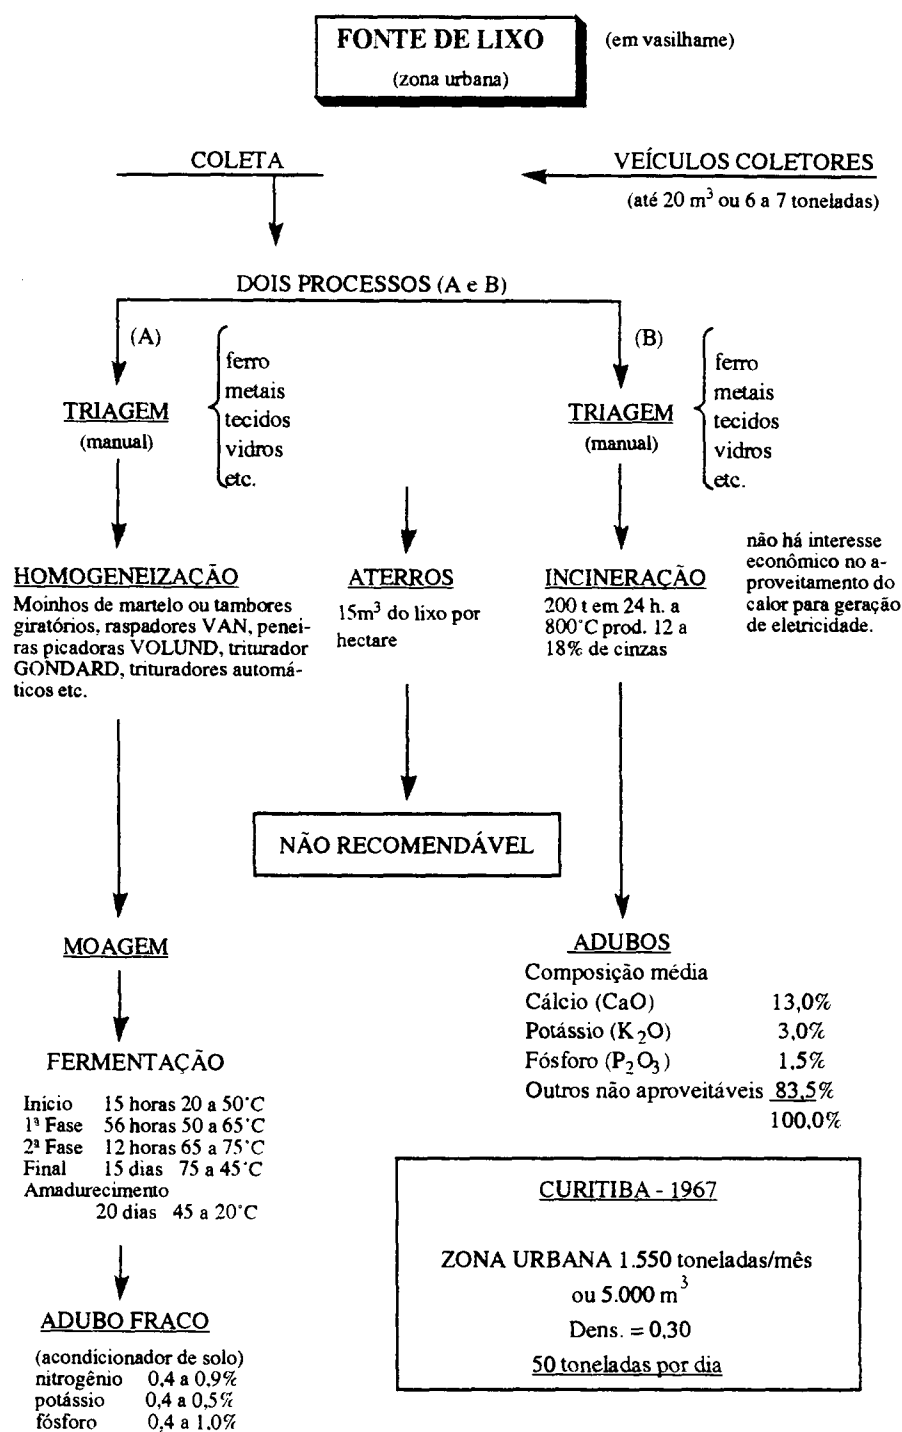 FONTE DE LIXO
(zona urbana)
(em vasilhame)
COLETA
VEÍCULOS COLETORES
(até 20 m³ ou 6 a 7 toneladas)
DOIS PROCESSOS (A e B)
(A)
TRIAGEM
(manual)
ferro
metais
tecidos
vidros
etc.
(B)
TRIAGEM
(manual)
ferro
metais
tecidos
vidros
etc.
HOMOGENEIZAÇÃO
Moinhos de martelo ou tambores
giratórios, raspadores VAN, penei-
ras picadoras VOLUND, triturador
GONDARD, trituradores automá-
ticos etc.
ATERROS
15m³ do lixo por
hectare
INCINERAÇÃO
200 t em 24 h. a
800°C prod. 12 a
18% de cinzas
não há interesse
econômico no a-
proveitamento do
calor para geração
de eletricidade.
NÃO RECOMENDÁVEL
MOAGEM
FERMENTAÇÃO
Início 15 horas 20 a 50°C
1ª Fase 56 horas 50 a 65°C
2ª Fase 12 horas 65 a 75°C
Final 15 dias 75 a 45°C
Amadurecimento
20 dias 45 a 20°C
ADUBO FRACO
(acondicionador de solo)
nitrogênio 0,4 a 0,9%
potássio 0,4 a 0,5%
fósforo 0,4 a 1,0%
ADUBOS
Composição média
Cálcio (CaO) 13,0%
Potássio (K₂O) 3,0%
Fósforo (P₂O₃) 1,5%
Outros não aproveitáveis 83,5%
100,0%
CURITIBA - 1967
ZONA URBANA 1.550 toneladas/mês
ou 5.000 m³
Dens. = 0,30
50 toneladas por dia